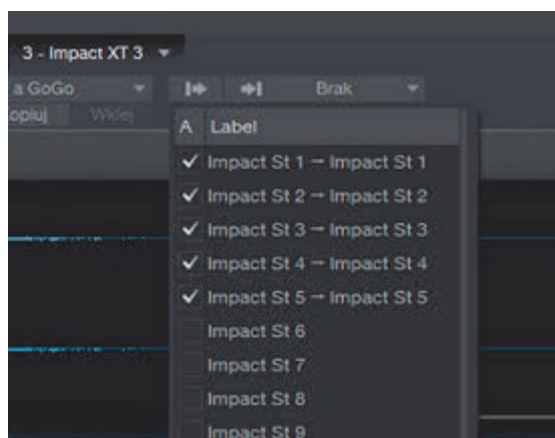 3 - Impact XT 3
a GoGo Brak
opiuj Wklej
A Label
Impact St 1 → Impact St 1
Impact St 2 → Impact St 2
Impact St 3 → Impact St 3
Impact St 4 → Impact St 4
Impact St 5 → Impact St 5
Impact St 6
Impact St 7
Impact St 8
Impact St 9